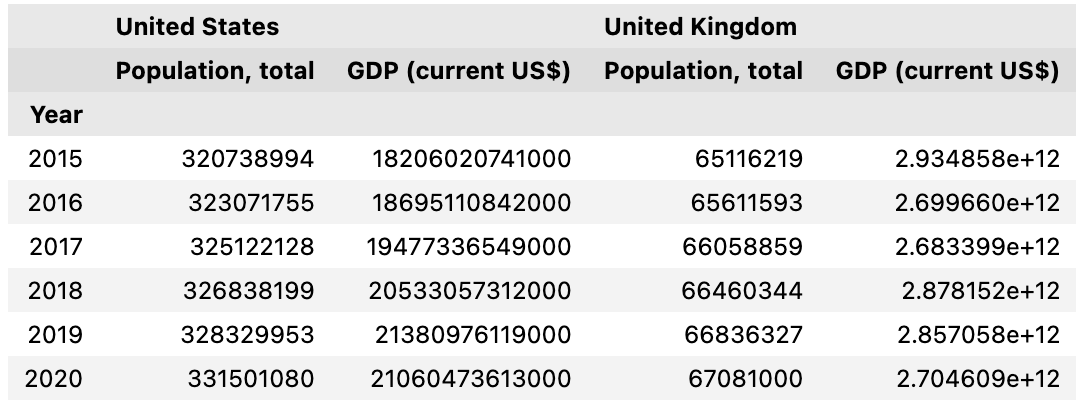 United States United Kingdom
Population, total GDP (current US$) Population, total GDP (current US$)
Year
2015 320738994 18206020741000 65116219 2.934858e+12
2016 323071755 18695110842000 65611593 2.699660e+12
2017 325122128 19477336549000 66058859 2.683399e+12
2018 326838199 20533057312000 66460344 2.878152e+12
2019 328329953 21380976119000 66836327 2.857058e+12
2020 331501080 21060473613000 67081000 2.704609e+12